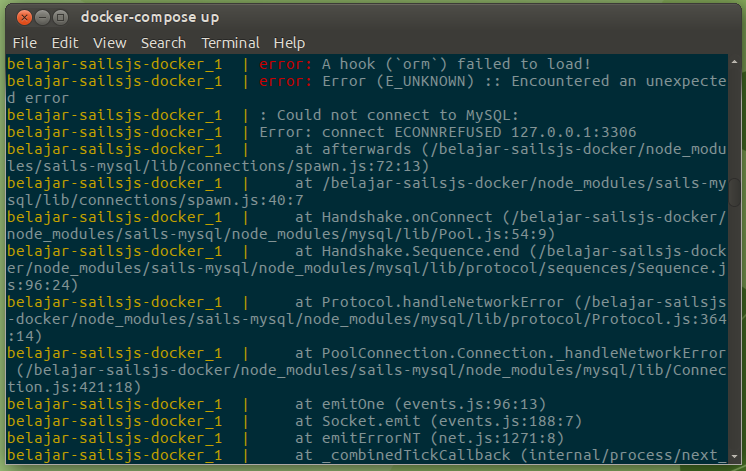 docker-compose up
File Edit View Search Terminal Help
belajar-sailsjs-docker_1 | error: A hook (`orm`) failed to load!
belajar-sailsjs-docker_1 | error: Error (E_UNKNOWN) :: Encountered an unexpecte
d error
belajar-sailsjs-docker_1 | : Could not connect to MySQL:
belajar-sailsjs-docker_1 | Error: connect ECONNREFUSED 127.0.0.1:3306
belajar-sailsjs-docker_1 | at afterwards (/belajar-sailsjs-docker/node_modu
les/sails-mysql/lib/connections/spawn.js:72:13)
belajar-sailsjs-docker_1 | at /belajar-sailsjs-docker/node_modules/sails-my
sql/lib/connections/spawn.js:40:7
belajar-sailsjs-docker_1 | at Handshake.onConnect (/belajar-sailsjs-docker/
node_modules/sails-mysql/node_modules/mysql/lib/Pool.js:54:9)
belajar-sailsjs-docker_1 | at Handshake.Sequence.end (/belajar-sailsjs-dock
er/node_modules/sails-mysql/node_modules/mysql/lib/protocol/sequences/Sequence.j
s:96:24)
belajar-sailsjs-docker_1 | at Protocol.handleNetworkError (/belajar-sailsjs
-docker/node_modules/sails-mysql/node_modules/mysql/lib/protocol/Protocol.js:364
:14)
belajar-sailsjs-docker_1 | at PoolConnection.Connection._handleNetworkError
(/belajar-sailsjs-docker/node_modules/sails-mysql/node_modules/mysql/lib/Connec
tion.js:421:18)
belajar-sailsjs-docker_1 | at emitOne (events.js:96:13)
belajar-sailsjs-docker_1 | at Socket.emit (events.js:188:7)
belajar-sailsjs-docker_1 | at emitErrorNT (net.js:1271:8)
belajar-sailsjs-docker_1 | at _combinedTickCallback (internal/process/next_